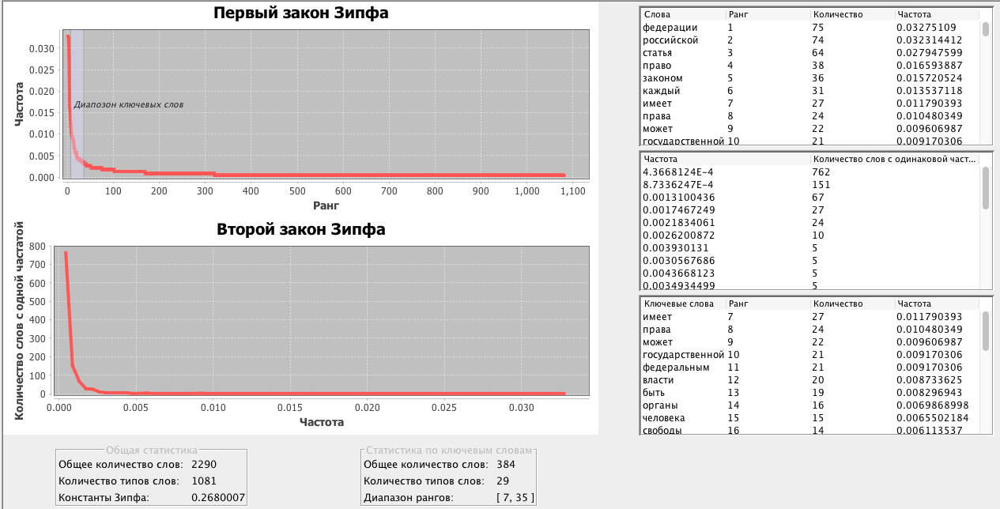 Первый закон Зипфа
Частота
0.030
0.025
0.020
0.015
0.010
0.005
0.000
Диапозон ключевых слов
0 100 200 300 400 500 600 700 800 900 1,000 1,100
Ранг
Второй закон Зипфа
Количество слов с одной частатой
800
700
600
500
400
300
200
100
0
0.000 0.005 0.010 0.015 0.020 0.025 0.030
Частота
Общая статистика
Общее количество слов: 2290
Количество типов слов: 1081
Константы Зипфа: 0.2680007
Статистика по ключевым словам
Общее количество слов: 384
Количество типов слов: 29
Диапазон рангов: [ 7, 35 ]
Слова Ранг Количество Частота
федерации 1 75 0.03275109
российской 2 74 0.032314412
статья 3 64 0.027947599
право 4 38 0.016593887
законом 5 36 0.015720524
каждый 6 31 0.013537118
имеет 7 27 0.011790393
права 8 24 0.010480349
может 9 22 0.009606987
государственной 10 21 0.009170306
Частота Количество слов с одинаковой част...
4.3668124E-4 762
8.7336247E-4 151
0.0013100436 67
0.0017467249 27
0.0021834061 24
0.0026200872 10
0.003930131 5
0.0030567686 5
0.0043668123 5
0.0034934499 5
Ключевые слова Ранг Количество Частота
имеет 7 27 0.011790393
права 8 24 0.010480349
может 9 22 0.009606987
государственной 10 21 0.009170306
федеральным 11 21 0.009170306
власти 12 20 0.008733625
быть 13 19 0.008296943
органы 14 16 0.0069868998
человека 15 15 0.0065502184
свободы 16 14 0.006113537